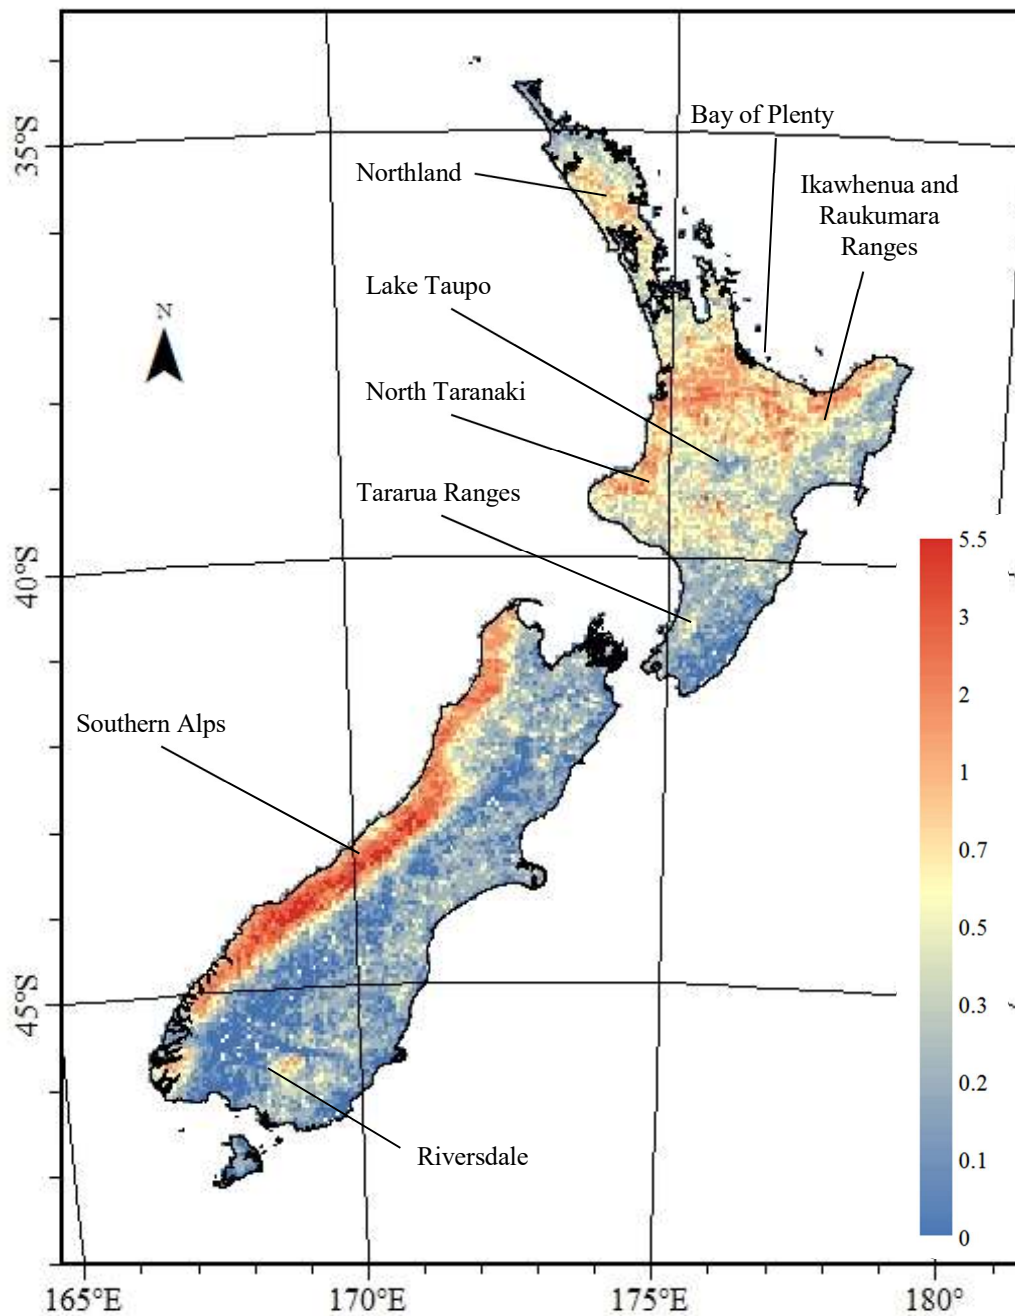 Bay of Plenty
35°S
Northland
Ikawhenua and
Raukumara
Ranges
Lake Taupo
N
North Taranaki
Tararua Ranges
5.5
40°S
3
2
Southern Alps
1
0.7
0.5
45°S
0.3
0.2
Riversdale
0.1
0
165°E
170°E
175°E
180°